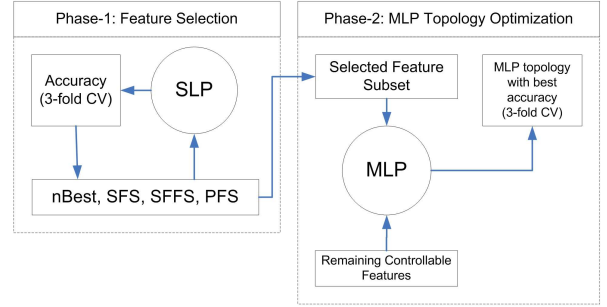 Phase-1: Feature Selection
Accuracy
(3-fold CV)
SLP
nBest, SFS, SFFS, PFS
Phase-2: MLP Topology Optimization
Selected Feature
Subset
MLP topology
with best
accuracy
(3-fold CV)
MLP
Remaining Controllable
Features